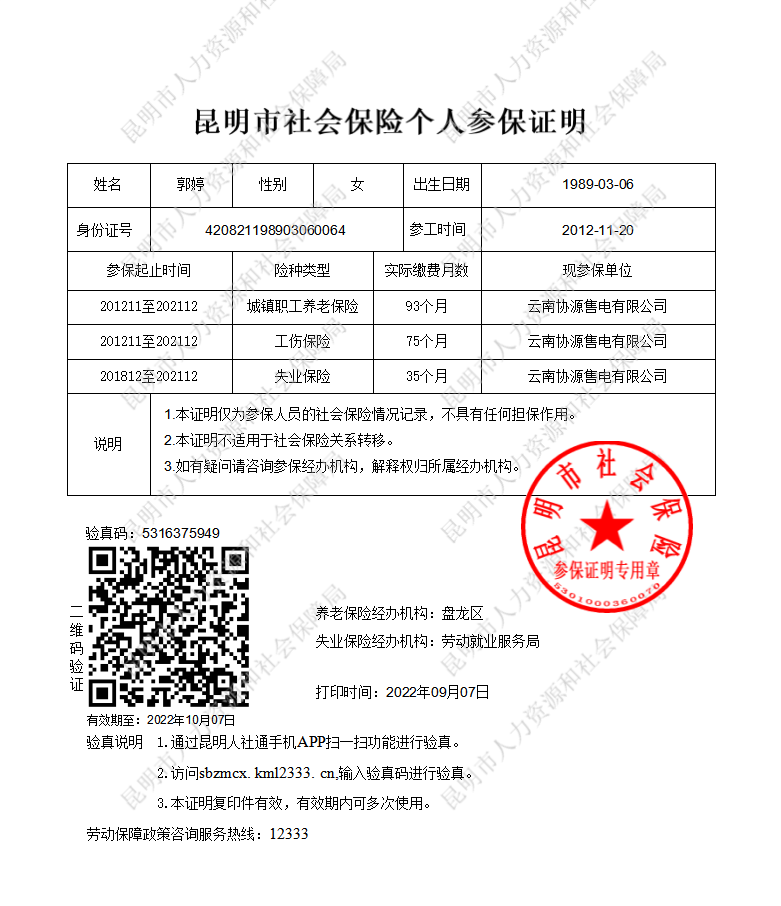 昆明市社会保险个人参保证明
姓名 郭婷 性别 女 出生日期 1989-03-06
身份证号 420821198903060064 参工时间 2012-11-20
参保起止时间 险种类型 实际缴费月数 现参保单位
201211至202112 城镇职工养老保险 93个月 云南协源售电有限公司
201211至202112 工伤保险 75个月 云南协源售电有限公司
201812至202112 失业保险 35个月 云南协源售电有限公司
说明
1.本证明仅为参保人员的社会保险情况记录，不具有任何担保作用。
2.本证明不适用于社会保险关系转移。
3.如有疑问请咨询参保经办机构，解释权归所属经办机构。
昆明市社会保险
参保证明专用章
5301000360070
验真码：5316375949
二维码验证
养老保险经办机构：盘龙区
失业保险经办机构：劳动就业服务局
打印时间：2022年09月07日
有效期至：2022年10月07日
验真说明 1.通过昆明人社通手机APP扫一扫功能进行验真。
2.访问sbzmcx. kml2333. cn,输入验真码进行验真。
3.本证明复印件有效，有效期内可多次使用。
劳动保障政策咨询服务热线：12333
昆明市人力资源和社会保障局